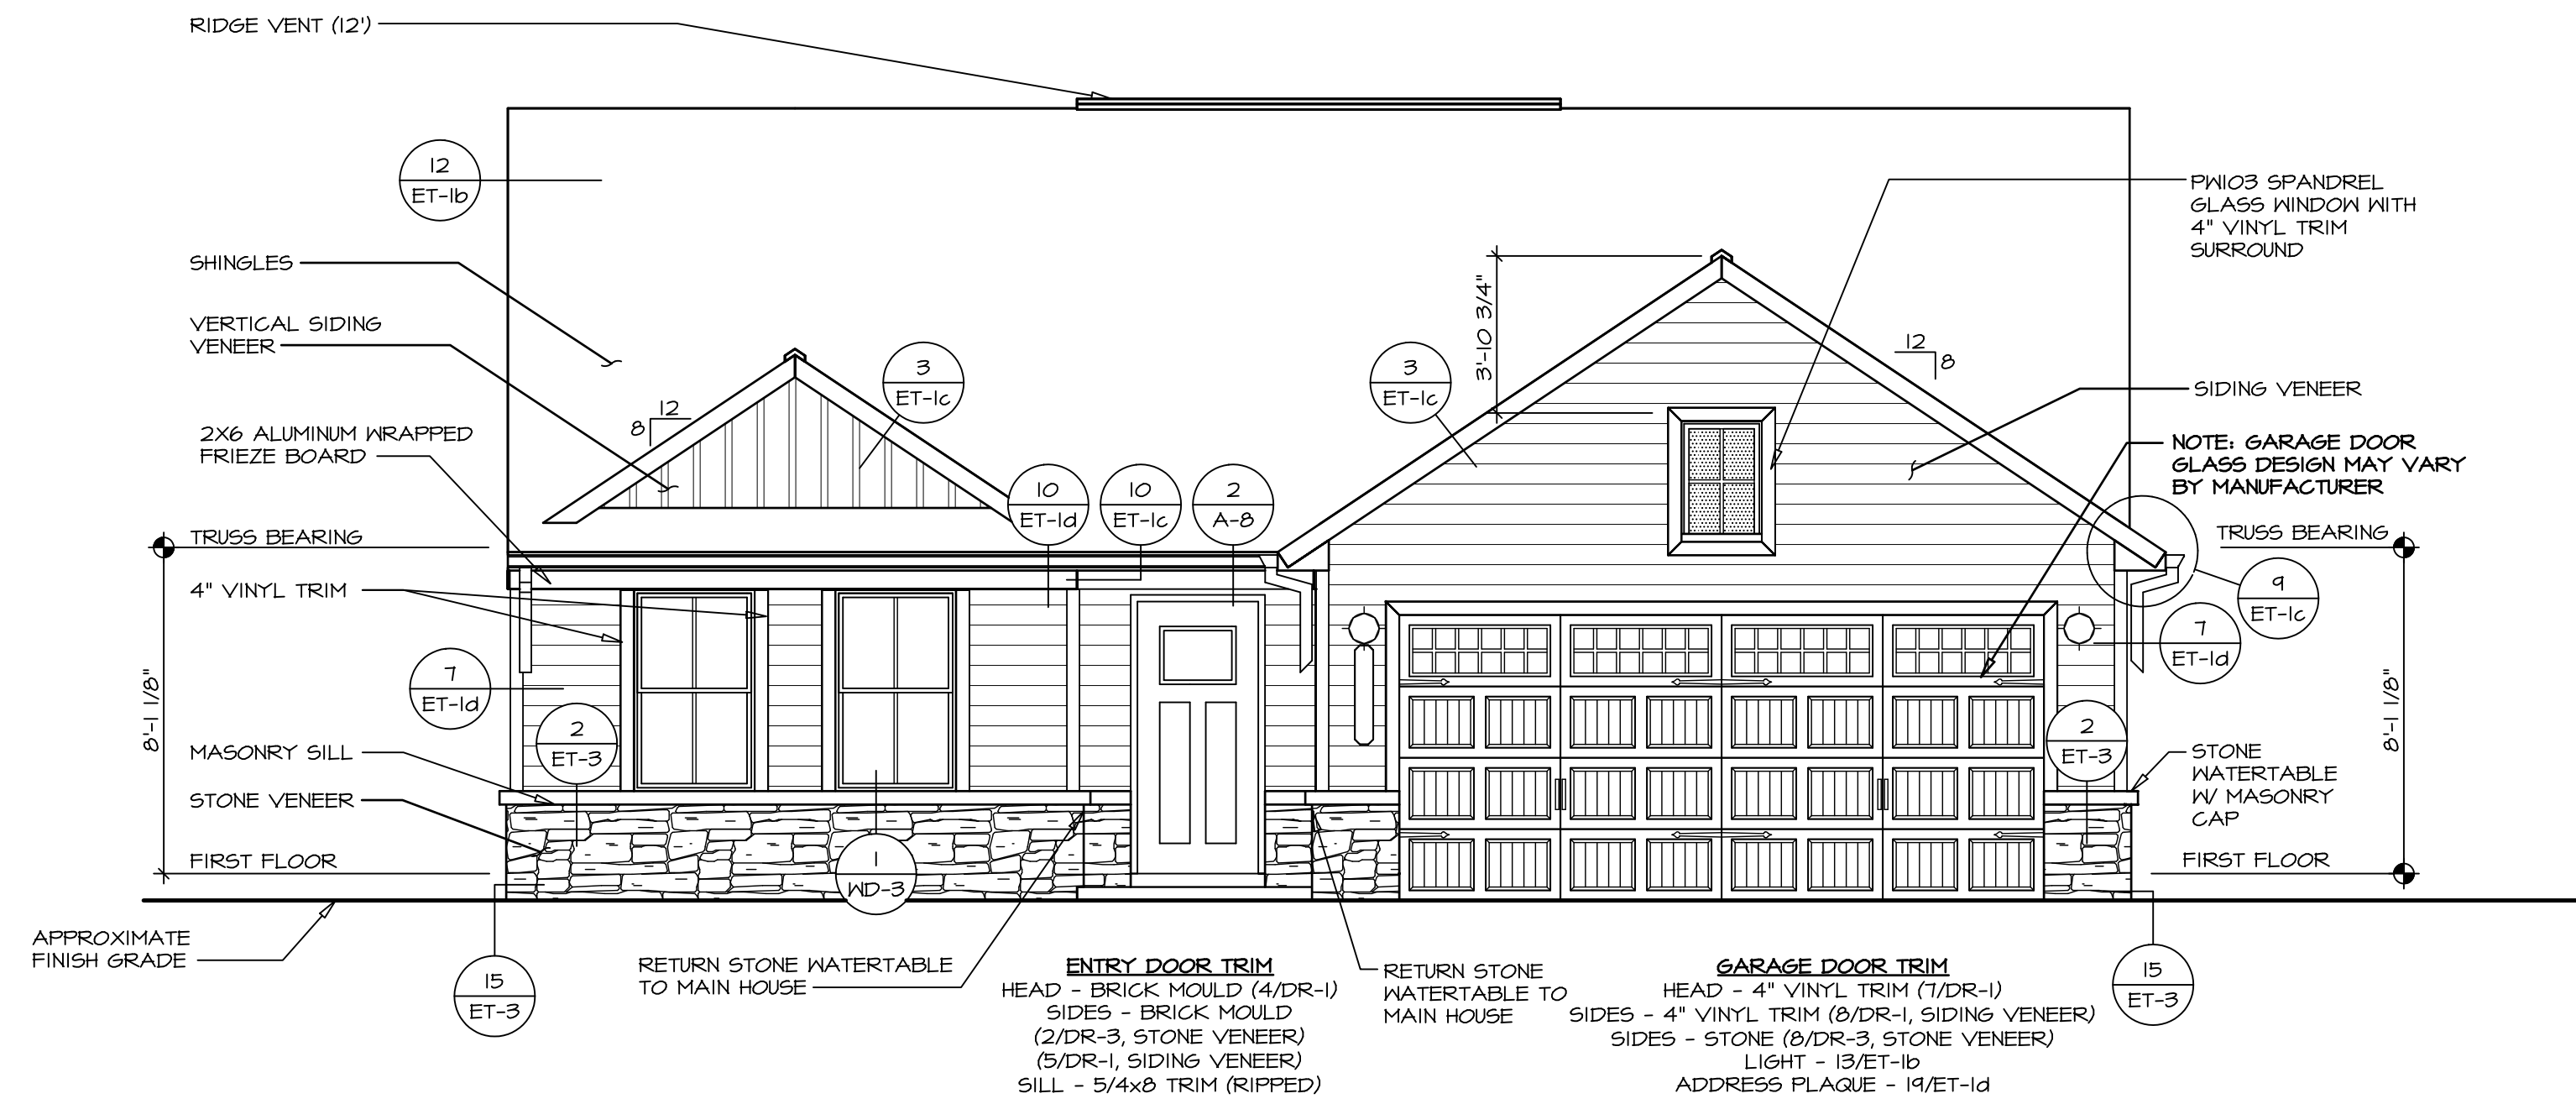 RIDGE VENT (12')
12
ET-1b
SHINGLES
VERTICAL SIDING
VENEER
2X6 ALUMINUM WRAPPED
FRIEZE BOARD
TRUSS BEARING
4" VINYL TRIM
8'-1 1/8"
7
ET-1d
2
ET-3
MASONRY SILL
STONE VENEER
FIRST FLOOR
APPROXIMATE
FINISH GRADE
15
ET-3
12
8
3
ET-1c
10
ET-1d
10
ET-1c
2
A-8
1
WD-3
3
ET-1c
3'-10 3/4"
12
8
PW103 SPANDREL
GLASS WINDOW WITH
4" VINYL TRIM
SURROUND
SIDING VENEER
NOTE: GARAGE DOOR
GLASS DESIGN MAY VARY
BY MANUFACTURER
TRUSS BEARING
9
ET-1c
7
ET-1d
2
ET-3
8'-1 1/8"
STONE
WATERTABLE
W/ MASONRY
CAP
FIRST FLOOR
15
ET-3
RETURN STONE WATERTABLE
TO MAIN HOUSE
ENTRY DOOR TRIM
HEAD - BRICK MOULD (4/DR-1)
SIDES - BRICK MOULD
(2/DR-3, STONE VENEER)
(5/DR-1, SIDING VENEER)
SILL - 5/4x8 TRIM (RIPPED)
RETURN STONE
WATERTABLE TO
MAIN HOUSE
GARAGE DOOR TRIM
HEAD - 4" VINYL TRIM (7/DR-1)
SIDES - 4" VINYL TRIM (8/DR-1, SIDING VENEER)
SIDES - STONE (8/DR-3, STONE VENEER)
LIGHT - 13/ET-1b
ADDRESS PLAQUE - 19/ET-1d